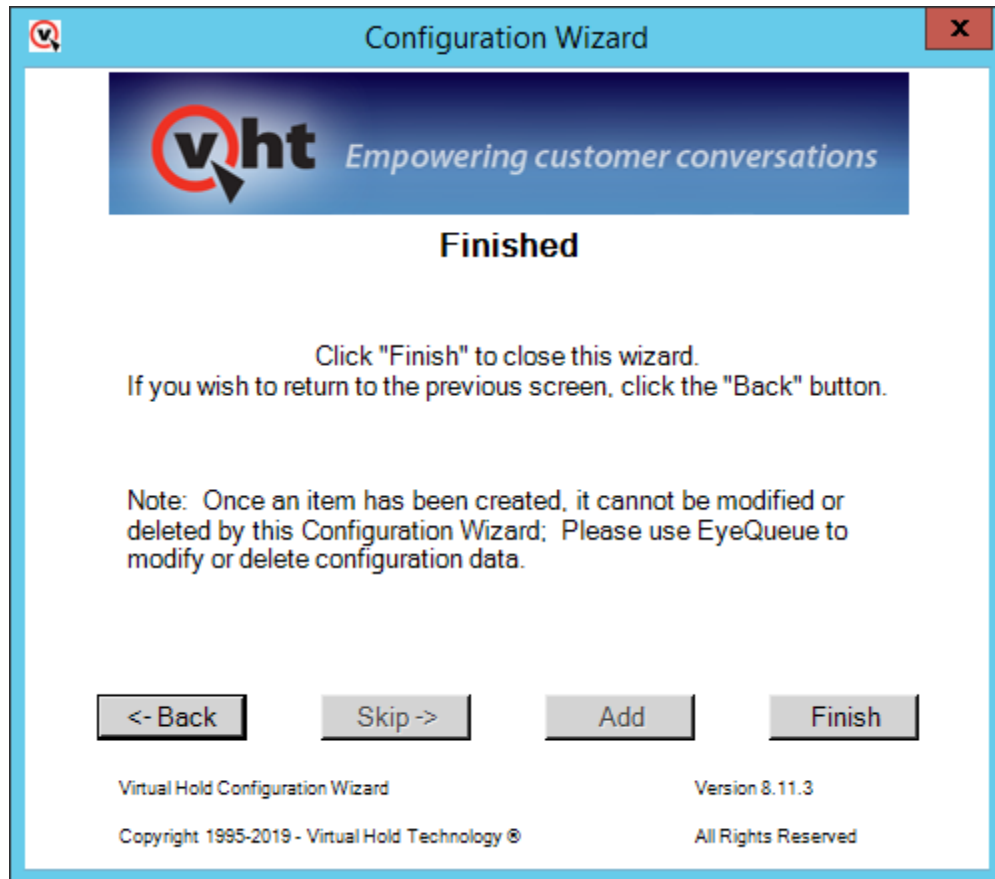 Configuration Wizard
x
vht Empowering customer conversations
Finished
Click "Finish" to close this wizard.
If you wish to return to the previous screen, click the "Back" button.
Note:  Once an item has been created, it cannot be modified or
deleted by this Configuration Wizard;  Please use EyeQueue to
modify or delete configuration data.
<- Back
Skip ->
Add
Finish
Virtual Hold Configuration Wizard
Version 8.11.3
Copyright 1995-2019 - Virtual Hold Technology ®
All Rights Reserved